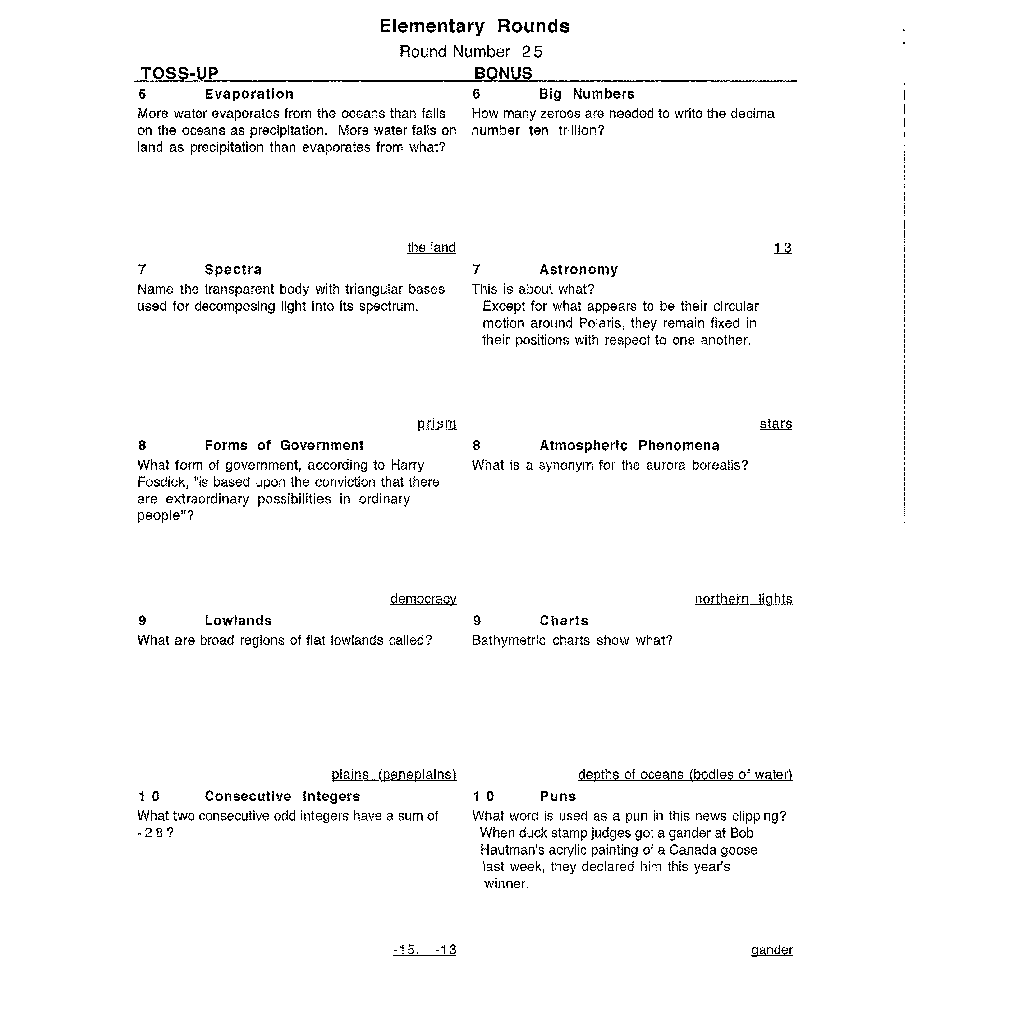 Elementary Rounds
Round Number 25
TOSS-UP
BONUS
6 Evaporation
More water evaporates from the oceans than falls
on the oceans as precipitation. More water falls on
land as precipitation than evaporates from what?
the land
6 Big Numbers
How many zeroes are needed to write the decima
number ten trillion?
13
7 Spectra
Name the transparent body with triangular bases
used for decomposing light into its spectrum.
prism
7 Astronomy
This is about what?
Except for what appears to be their circular
motion around Polaris, they remain fixed in
their positions with respect to one another.
stars
8 Forms of Government
What form of government, according to Harry
Fosdick, "is based upon the conviction that there
are extraordinary possibilities in ordinary
people"?
democracy
8 Atmospheric Phenomena
What is a synonym for the aurora borealis?
northern lights
9 Lowlands
What are broad regions of flat lowlands called?
plains (peneplains)
9 Charts
Bathymetric charts show what?
depths of oceans (bodies of water)
10 Consecutive Integers
What two consecutive odd integers have a sum of
-28?
-15, -13
10 Puns
What word is used as a pun in this news clipping?
When duck stamp judges got a gander at Bob
Hautman's acrylic painting of a Canada goose
last week, they declared him this year's
winner.
gander